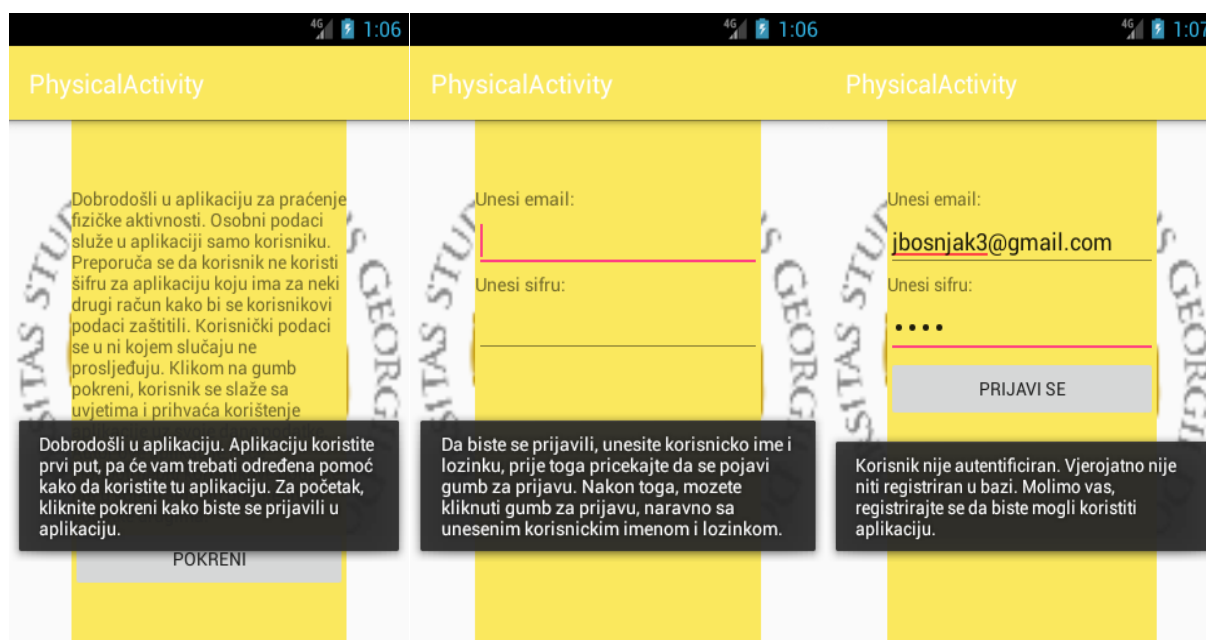 4G 1:06
PhysicalActivity
Dobrodošli u aplikaciju za praćenje
fizičke aktivnosti. Osobni podaci
služe u aplikaciji samo korisniku.
Preporuča se da korisnik ne koristi
šifru za aplikaciju koju ima za neki
drugi račun kako bi se korisnikovi
podaci zaštitili. Korisnički podaci
se u ni kojem slučaju ne
prosljeđuju. Klikom na gumb
pokreni, korisnik se slaže sa
uvjetima i prihvaća korištenje
Dobrodošli u aplikaciju. Aplikaciju koristite
prvi put, pa će vam trebati određena pomoć
kako da koristite tu aplikaciju. Za početak,
kliknite pokreni kako biste se prijavili u
aplikaciju.
POKRENI
4G 1:06
PhysicalActivity
Unesi email:
Unesi sifru:
Da biste se prijavili, unesite korisnicko ime i
lozinku, prije toga pricekajte da se pojavi
gumb za prijavu. Nakon toga, mozete
kliknuti gumb za prijavu, naravno sa
unesenim korisnickim imenom i lozinkom.
4G 1:07
PhysicalActivity
Unesi email:
jbosnjak3@gmail.com
Unesi sifru:
••••
PRIJAVI SE
Korisnik nije autentificiran. Vjerojatno nije
niti registriran u bazi. Molimo vas,
registrirajte se da biste mogli koristiti
aplikaciju.